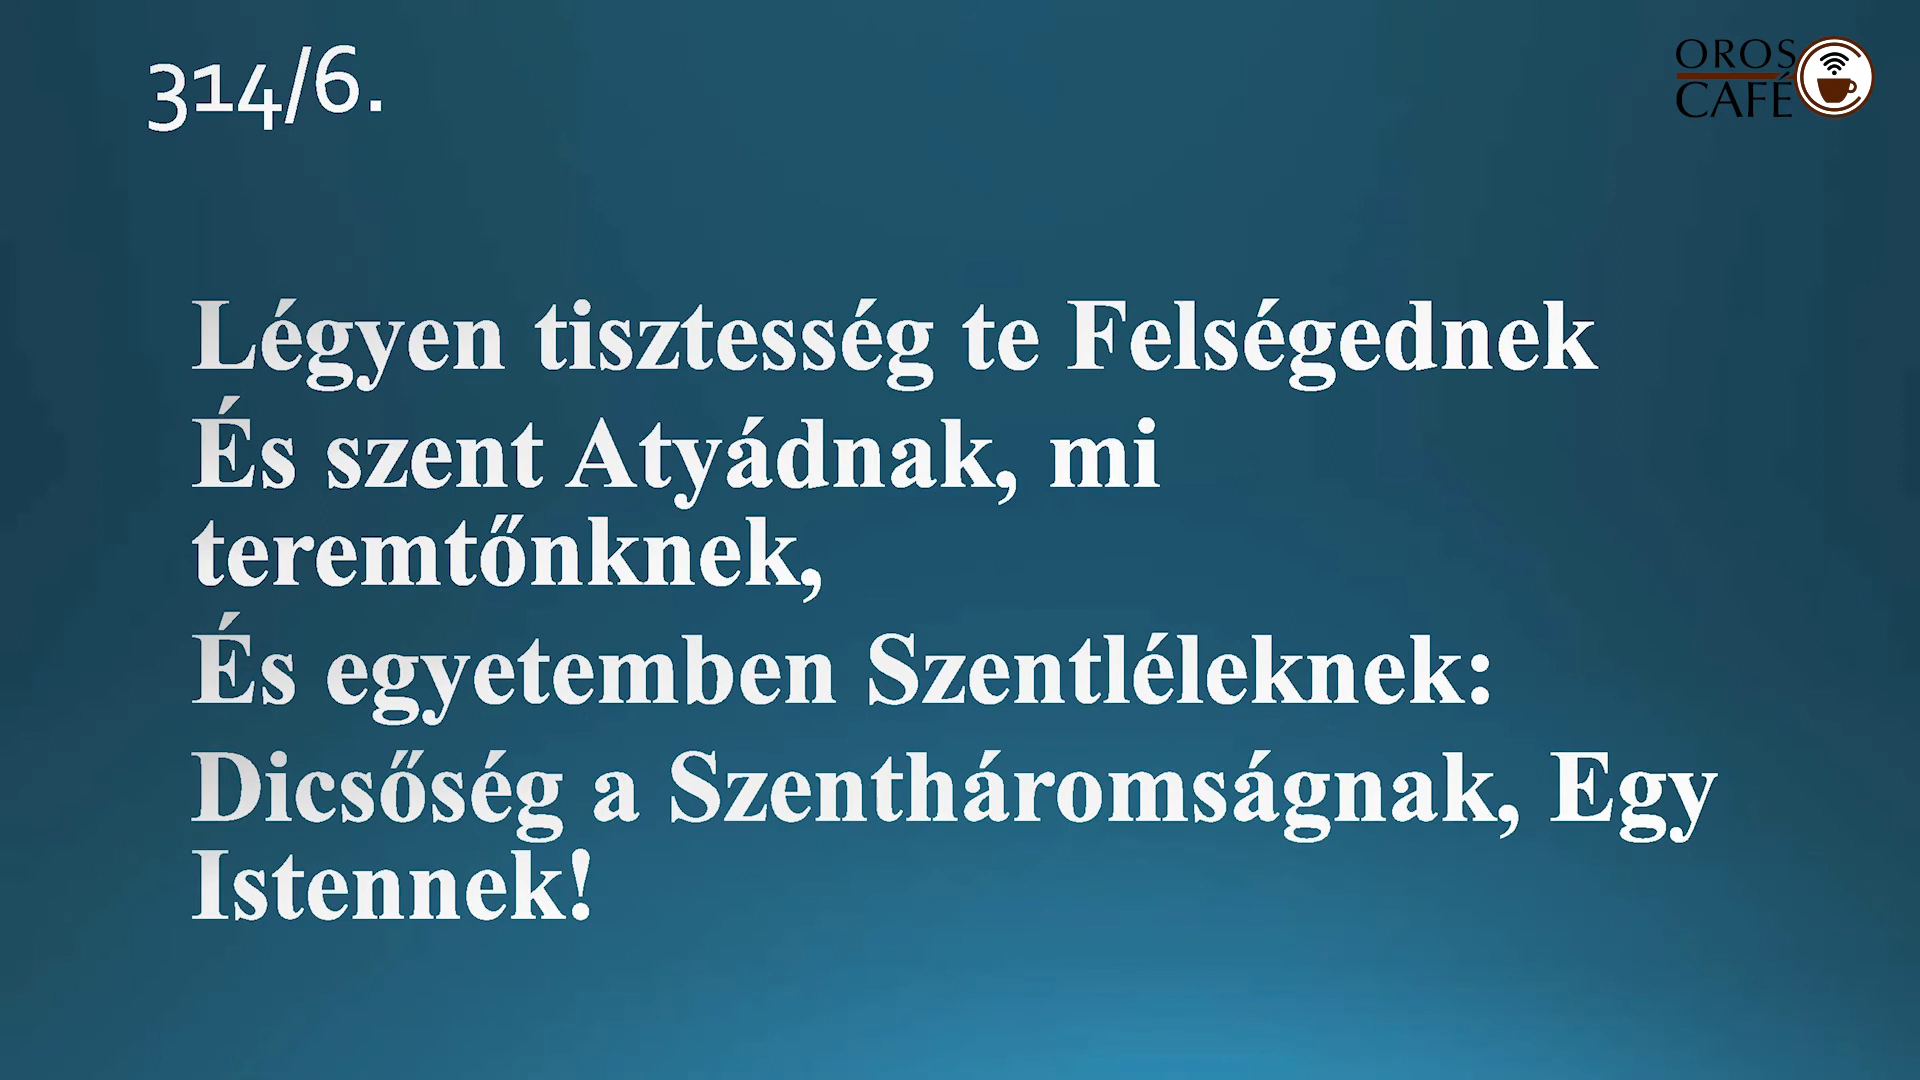 314/6.
OROS
CAFÉ
Légyen tisztesség te Felségednek
És szent Atyádnak, mi
teremtőnknek,
És egyetemben Szentléleknek:
Dicsőség a Szentháromságnak, Egy
Istennek!